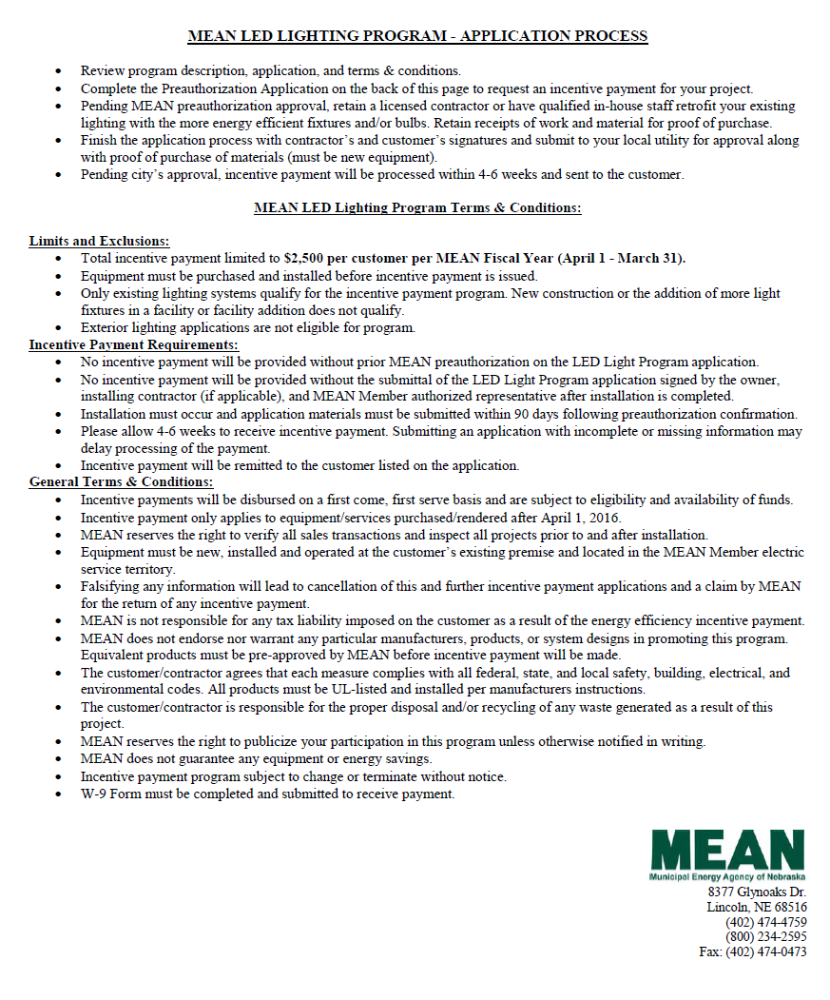 MEAN LED LIGHTING PROGRAM - APPLICATION PROCESS
• Review program description, application, and terms & conditions.
• Complete the Preauthorization Application on the back of this page to request an incentive payment for your project.
• Pending MEAN preauthorization approval, retain a licensed contractor or have qualified in-house staff retrofit your existing
lighting with the more energy efficient fixtures and/or bulbs. Retain receipts of work and material for proof of purchase.
• Finish the application process with contractor's and customer's signatures and submit to your local utility for approval along
with proof of purchase of materials (must be new equipment).
• Pending city's approval, incentive payment will be processed within 4-6 weeks and sent to the customer.
MEAN LED Lighting Program Terms & Conditions:
Limits and Exclusions:
• Total incentive payment limited to $2,500 per customer per MEAN Fiscal Year (April 1 - March 31).
• Equipment must be purchased and installed before incentive payment is issued.
• Only existing lighting systems qualify for the incentive payment program. New construction or the addition of more light
fixtures in a facility or facility addition does not qualify.
• Exterior lighting applications are not eligible for program.
Incentive Payment Requirements:
• No incentive payment will be provided without prior MEAN preauthorization on the LED Light Program application.
• No incentive payment will be provided without the submittal of the LED Light Program application signed by the owner,
installing contractor (if applicable), and MEAN Member authorized representative after installation is completed.
• Installation must occur and application materials must be submitted within 90 days following preauthorization confirmation.
• Please allow 4-6 weeks to receive incentive payment. Submitting an application with incomplete or missing information may
delay processing of the payment.
• Incentive payment will be remitted to the customer listed on the application.
General Terms & Conditions:
• Incentive payments will be disbursed on a first come, first serve basis and are subject to eligibility and availability of funds.
• Incentive payment only applies to equipment/services purchased/rendered after April 1, 2016.
• MEAN reserves the right to verify all sales transactions and inspect all projects prior to and after installation.
• Equipment must be new, installed and operated at the customer's existing premise and located in the MEAN Member electric
service territory.
• Falsifying any information will lead to cancellation of this and further incentive payment applications and a claim by MEAN
for the return of any incentive payment.
• MEAN is not responsible for any tax liability imposed on the customer as a result of the energy efficiency incentive payment.
• MEAN does not endorse nor warrant any particular manufacturers, products, or system designs in promoting this program.
Equivalent products must be pre-approved by MEAN before incentive payment will be made.
• The customer/contractor agrees that each measure complies with all federal, state, and local safety, building, electrical, and
environmental codes. All products must be UL-listed and installed per manufacturers instructions.
• The customer/contractor is responsible for the proper disposal and/or recycling of any waste generated as a result of this
project.
• MEAN reserves the right to publicize your participation in this program unless otherwise notified in writing.
• MEAN does not guarantee any equipment or energy savings.
• Incentive payment program subject to change or terminate without notice.
• W-9 Form must be completed and submitted to receive payment.
MEAN
Municipal Energy Agency of Nebraska
8377 Glynoaks Dr.
Lincoln, NE 68516
(402) 474-4759
(800) 234-2595
Fax: (402) 474-0473